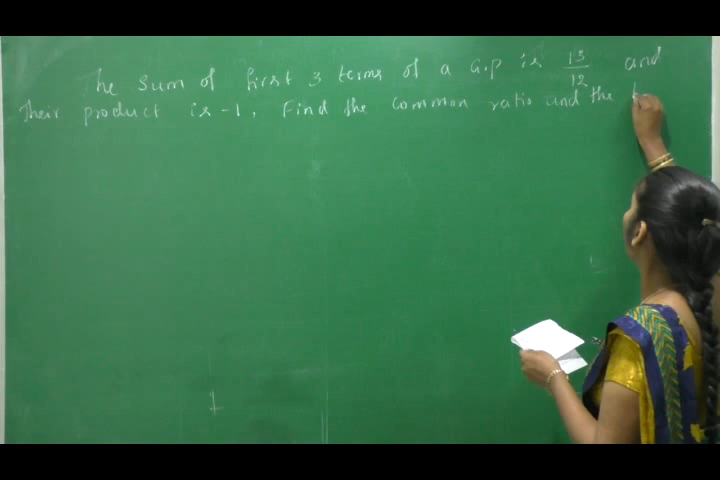 The sum of first 3 terms of a G.P is 13/12 and
Their product is -1, Find the common ratio and the